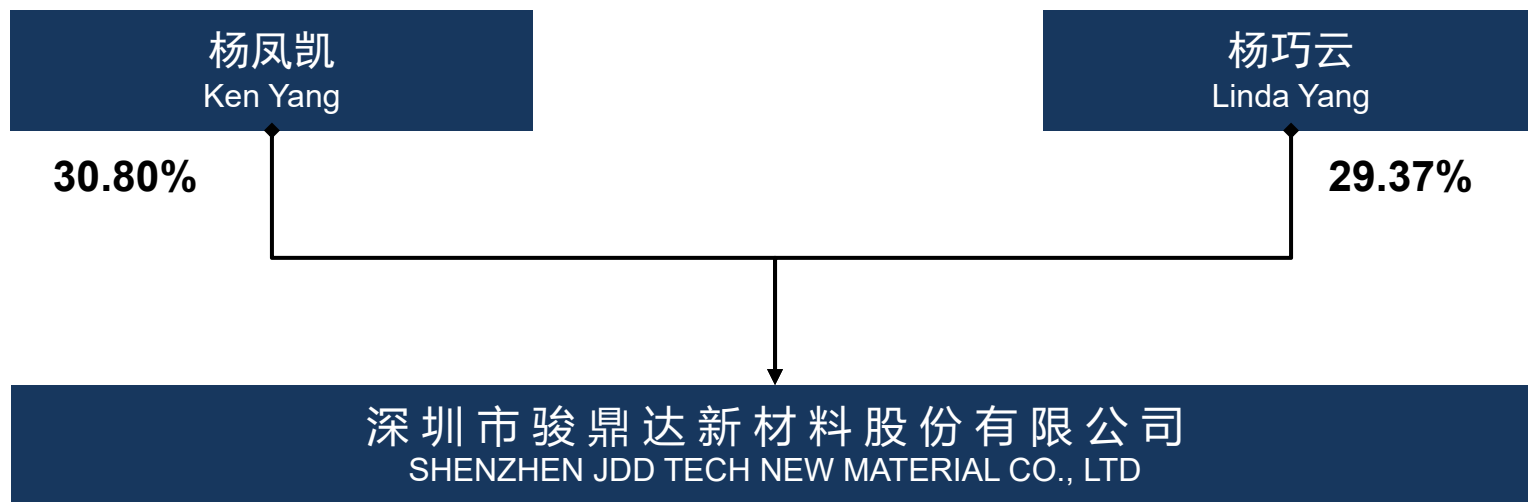 杨凤凯
Ken Yang
杨巧云
Linda Yang
30.80%
29.37%
深圳市骏鼎达新材料股份有限公司
SHENZHEN JDD TECH NEW MATERIAL CO., LTD